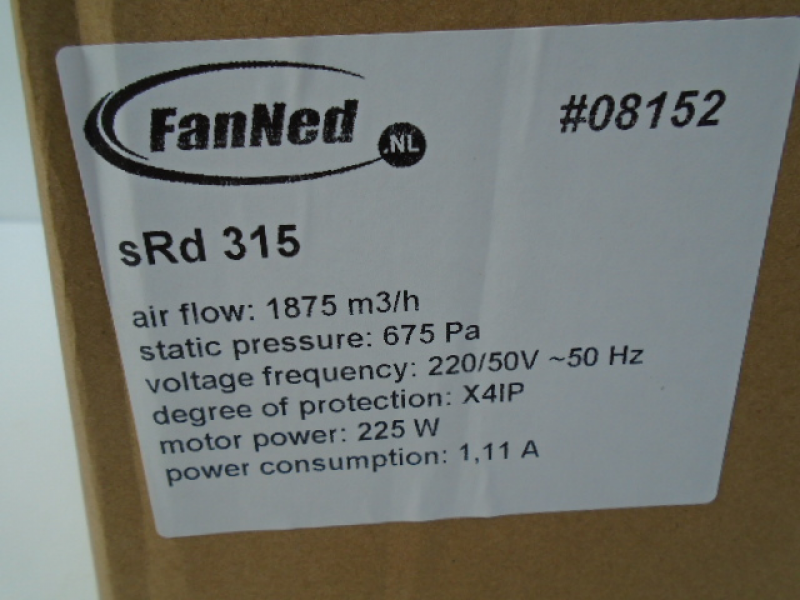 FanNed .NL
#08152
sRd 315
air flow: 1875 m3/h
static pressure: 675 Pa
voltage frequency: 220/50V ~50 Hz
degree of protection: X4IP
motor power: 225 W
power consumption: 1,11 A